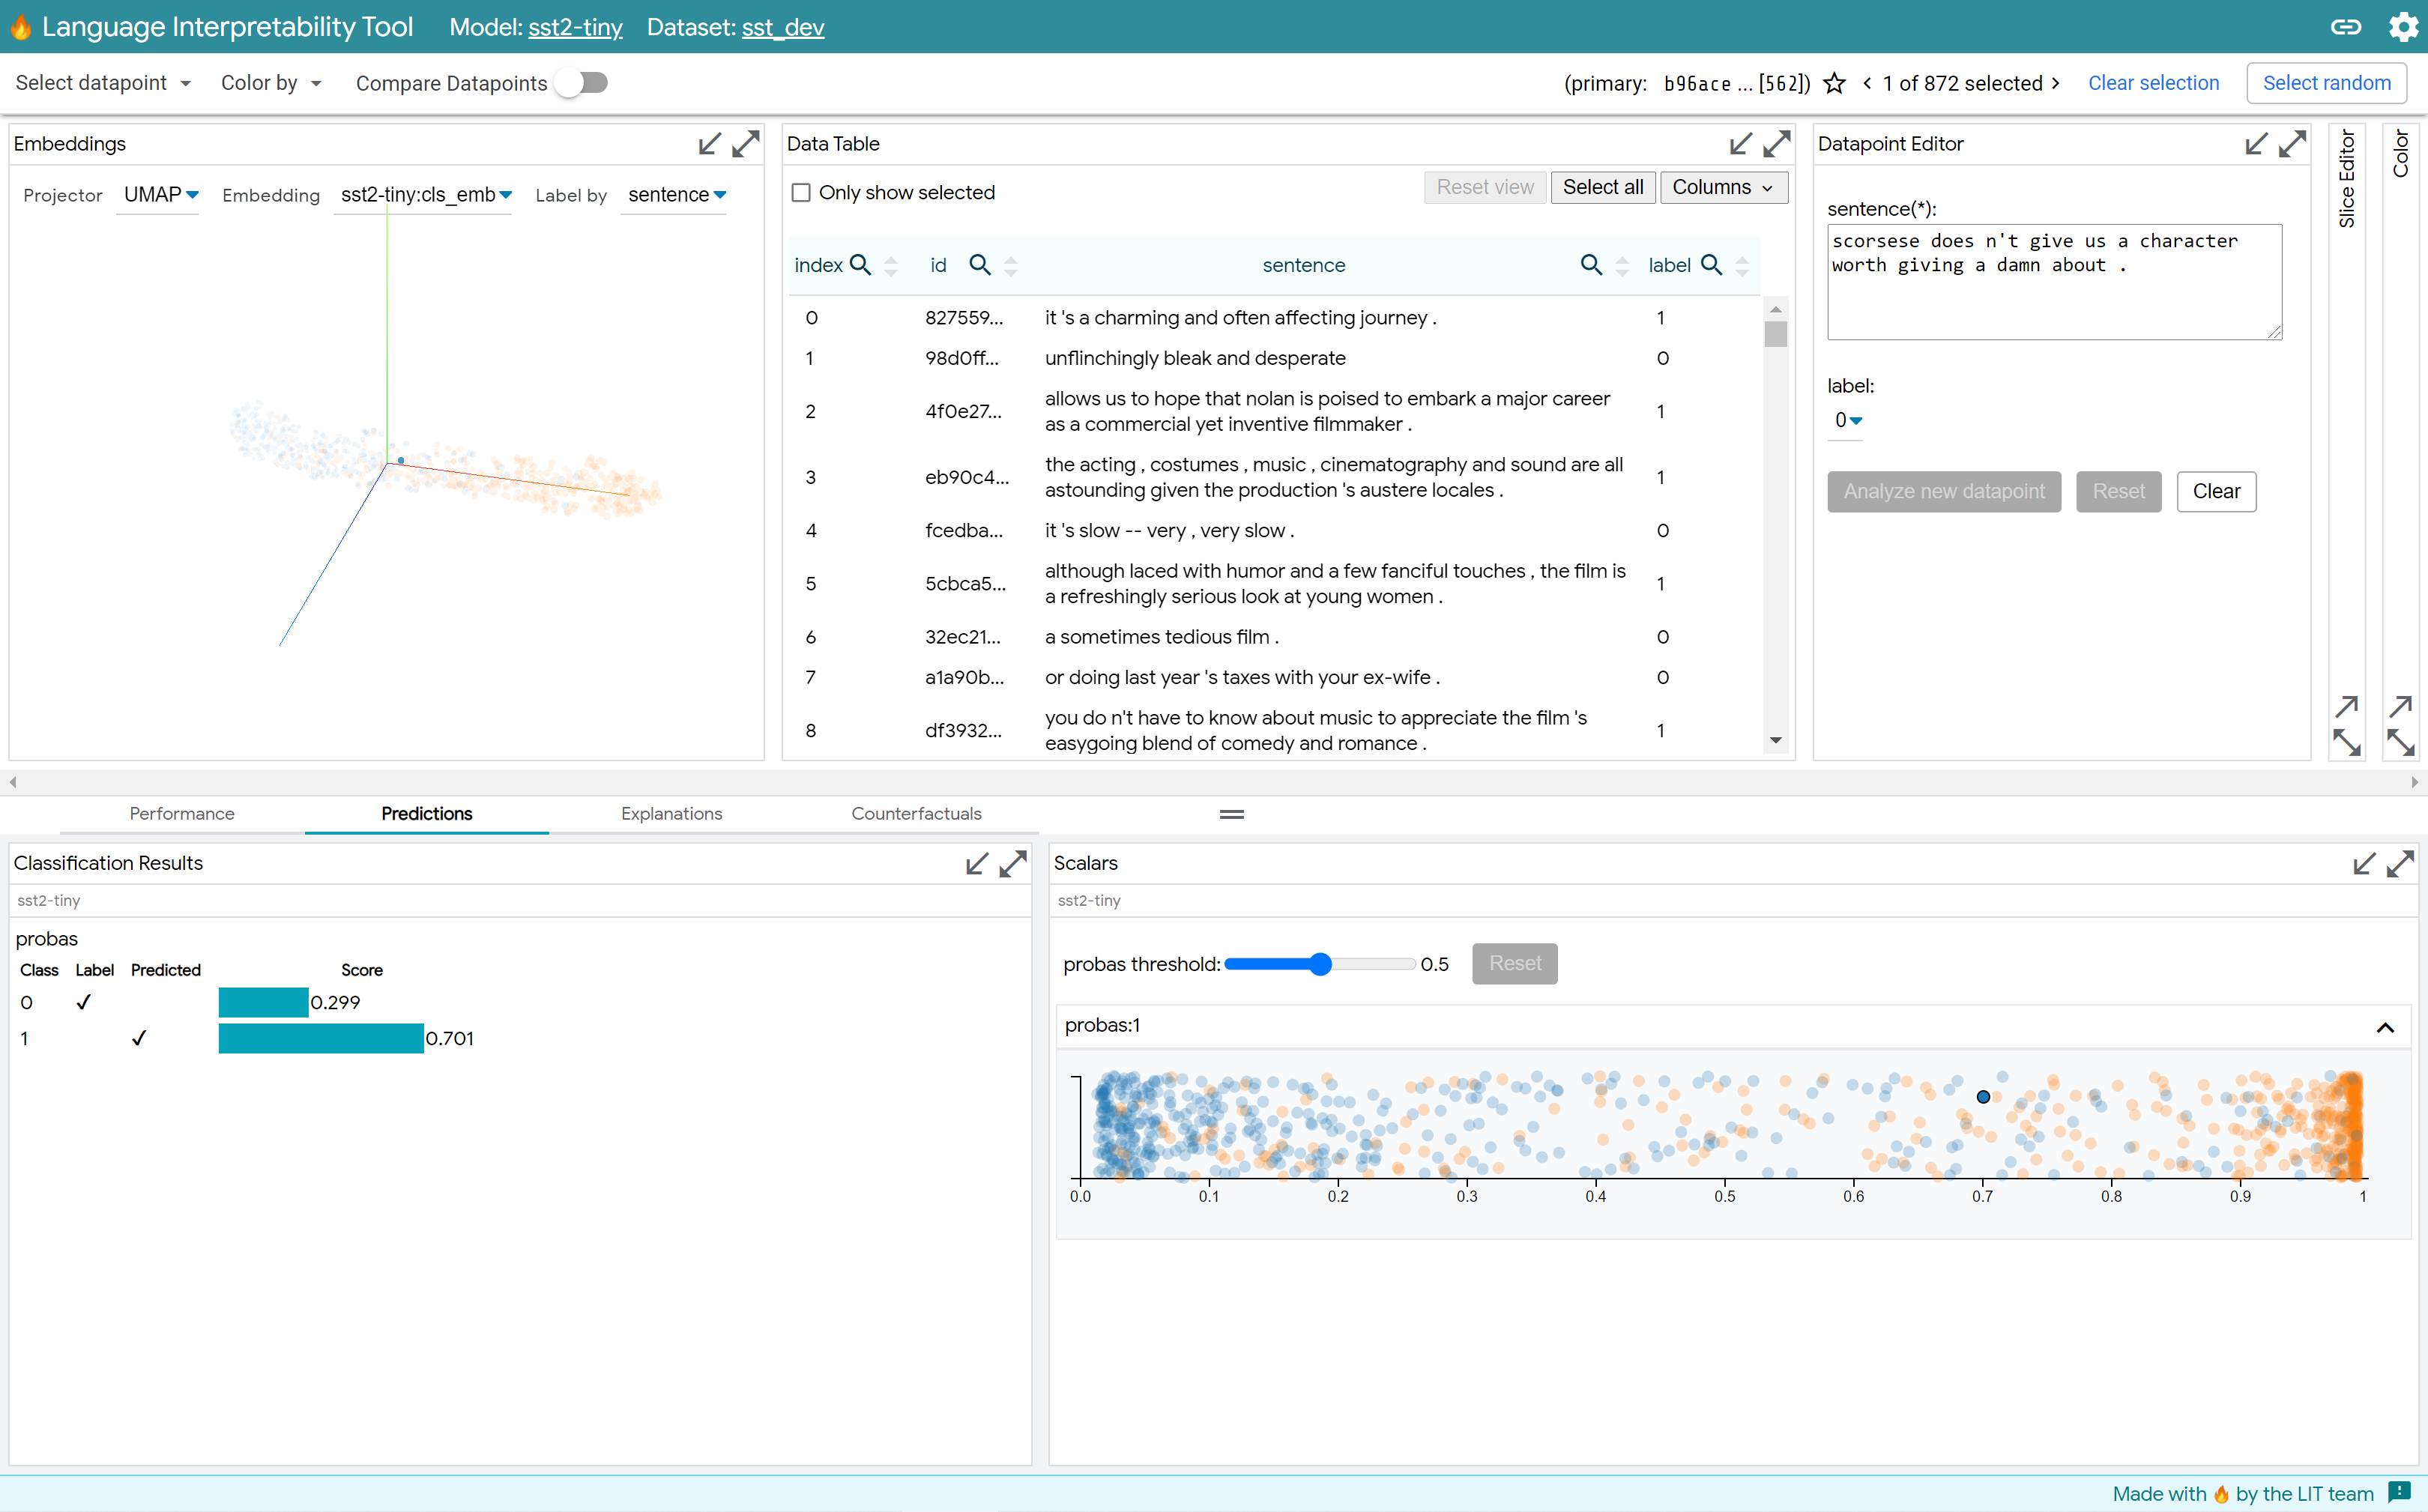 Language Interpretability Tool Model: sst2-tiny Dataset: sst_dev
Select datapoint Color by Compare Datapoints (primary: b96ace ... [562]) 1 of 872 selected Clear selection Select random
Embeddings
Projector UMAP Embedding sst2-tiny:cls_emb Label by sentence
Data Table
Only show selected Reset view Select all Columns
index id sentence label
0 827559... it 's a charming and often affecting journey . 1
1 98d0ff... unflinchingly bleak and desperate 0
2 4f0e27... allows us to hope that nolan is poised to embark a major career 1
as a commercial yet inventive filmmaker .
3 eb90c4... the acting , costumes , music , cinematography and sound are all 1
astounding given the production 's austere locales .
4 fcedba... it 's slow -- very , very slow . 0
5 5cbca5... although laced with humor and a few fanciful touches , the film is 1
a refreshingly serious look at young women .
6 32ec21... a sometimes tedious film . 0
7 a1a90b... or doing last year 's taxes with your ex-wife . 0
8 df3932... you do n't have to know about music to appreciate the film 's 1
easygoing blend of comedy and romance .
Datapoint Editor
sentence(*):
scorsese does n't give us a character
worth giving a damn about .
label:
0
Analyze new datapoint Reset Clear
Slice Editor
Color
Performance Predictions Explanations Counterfactuals
Classification Results
sst2-tiny
probas
Class Label Predicted Score
0 ✓ 0.299
1 ✓ 0.701
Scalars
sst2-tiny
probas threshold: 0.5 Reset
probas:1
0.0 0.1 0.2 0.3 0.4 0.5 0.6 0.7 0.8 0.9 1
Made with 🔥 by the LIT team